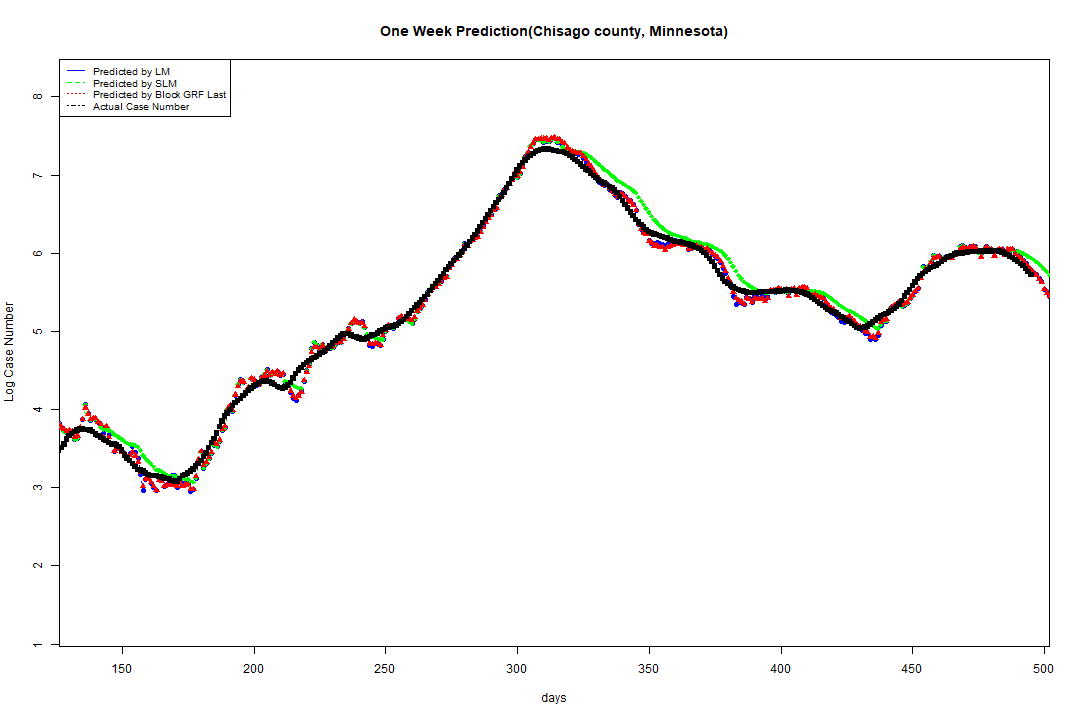 One Week Prediction(Chisago county, Minnesota)
Predicted by LM
Predicted by SLM
Predicted by Block GRF Last
Actual Case Number
8
7
6
5
4
3
2
1
Log Case Number
150 200 250 300 350 400 450 500
days